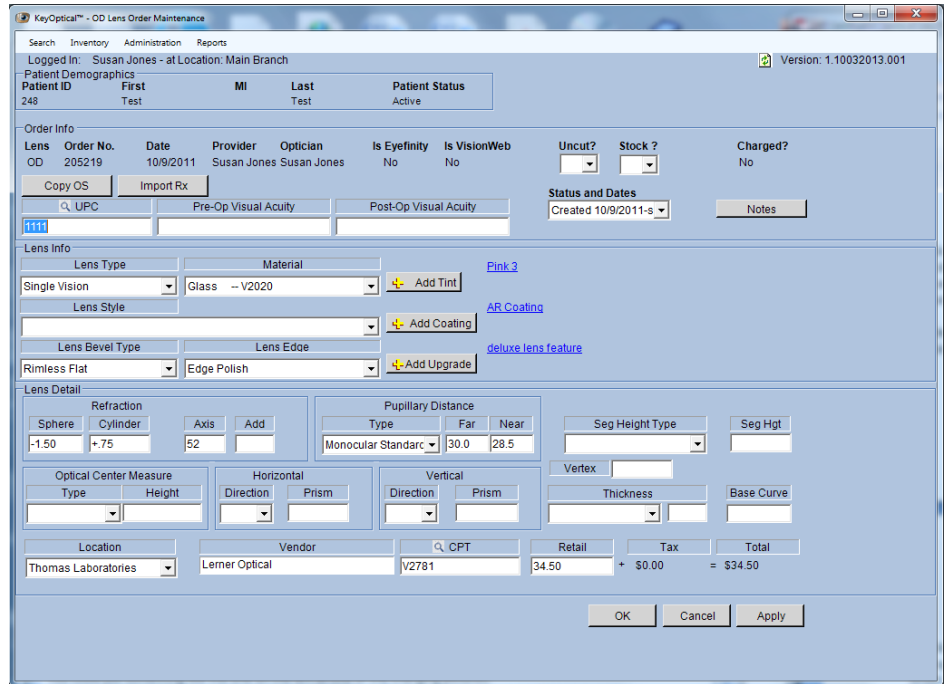 KeyOptical™ - OD Lens Order Maintenance
Search Inventory Administration Reports
Logged In: Susan Jones - at Location: Main Branch Version: 1.10032013.001
Patient Demographics
Patient ID First MI Last Patient Status
248 Test Test Active
Order Info
Lens Order No. Date Provider Optician Is Eyefinity Is VisionWeb Uncut? Stock ? Charged?
OD 205219 10/9/2011 Susan Jones Susan Jones No No No
Copy OS Import Rx
Status and Dates
UPC Pre-Op Visual Acuity Post-Op Visual Acuity Created 10/9/2011-s Notes
1111
Lens Info
Lens Type Material Pink 3
Single Vision Glass -- V2020 Add Tint
Lens Style AR Coating
Add Coating
Lens Bevel Type Lens Edge deluxe lens feature
Rimless Flat Edge Polish Add Upgrade
Lens Detail
Refraction Pupillary Distance
Sphere Cylinder Axis Add Type Far Near Seg Height Type Seg Hgt
-1.50 +.75 52 Monocular Standarc 30.0 28.5
Vertex
Optical Center Measure Horizontal Vertical
Type Height Direction Prism Direction Prism Thickness Base Curve
Location Vendor CPT Retail Tax Total
Thomas Laboratories Lerner Optical V2781 34.50 + $0.00 = $34.50
OK Cancel Apply